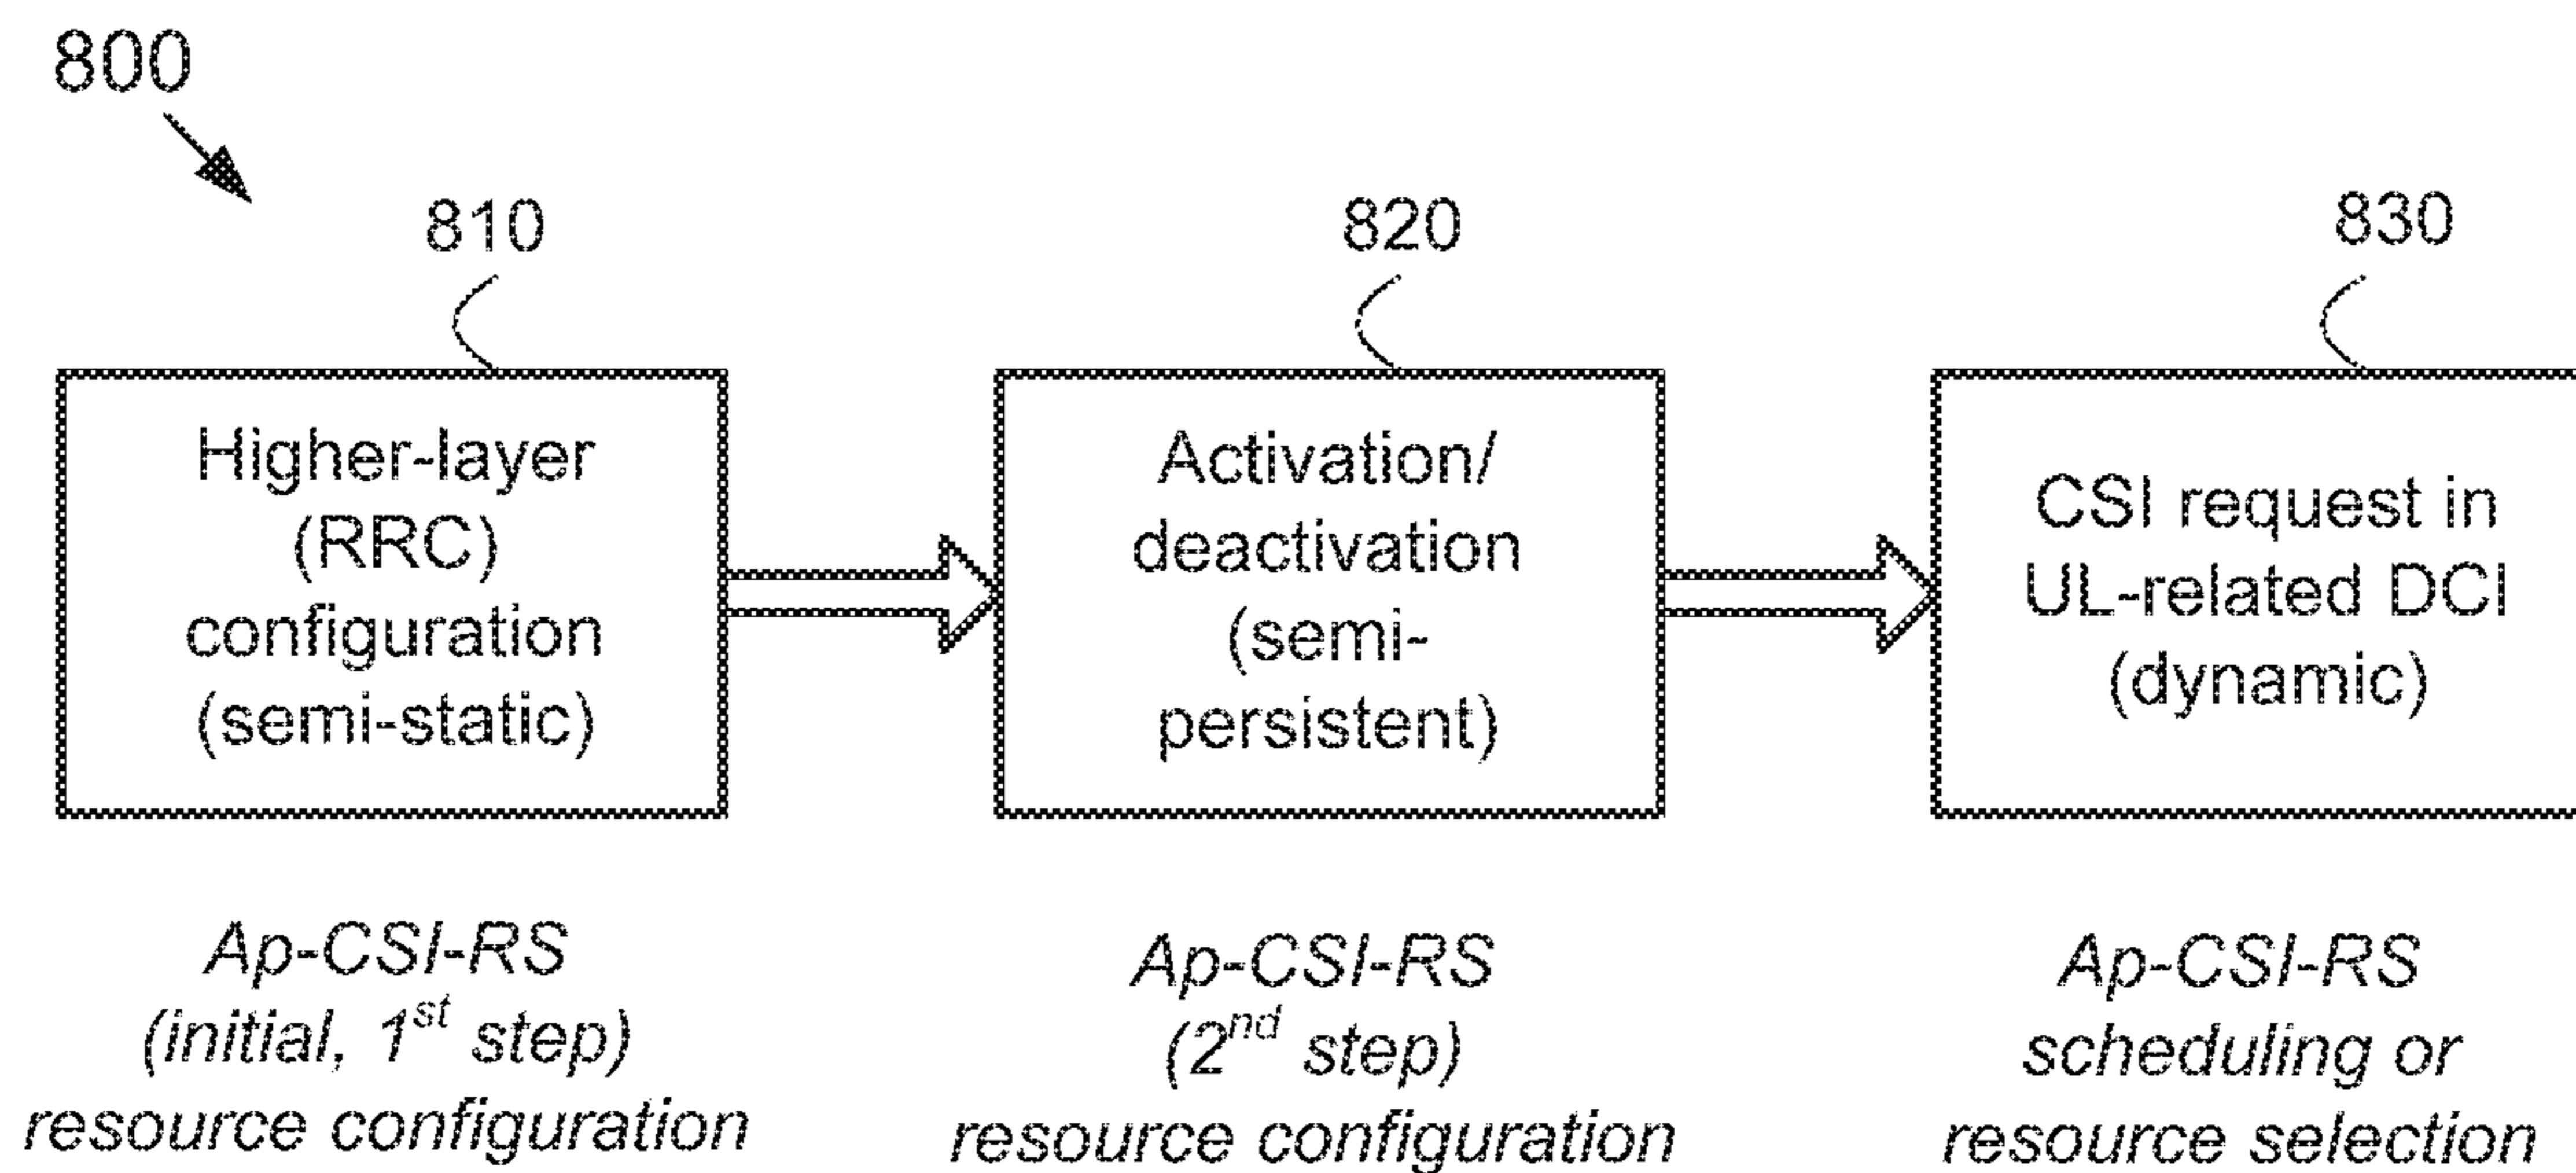 800
810
820
830
Higher-layer
(RRC)
configuration
(semi-static)
Activation/
deactivation
(semi-
persistent)
CSI request in
UL-related DCI
(dynamic)
Ap-CSI-RS
(initial, 1st step)
resource configuration
Ap-CSI-RS
(2nd step)
resource configuration
Ap-CSI-RS
scheduling or
resource selection